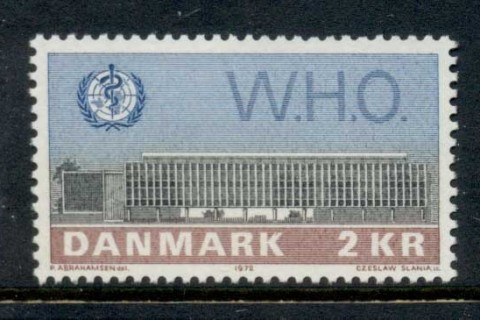 W.H.O.
DANMARK 2 KR
P. ABRAHAMSEN del. 1972 CZESLAW SLANIA sc.